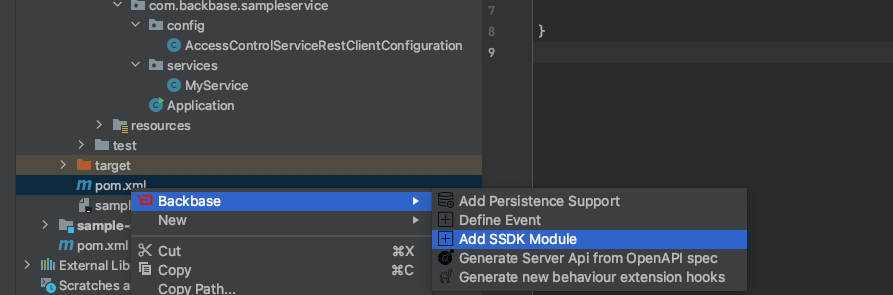 com.backbase.sampleservice
7
config
8 }
AccessControlServiceRestClientConfiguration
9
services
MyService
Application
resources
test
target
pom.xml
Backbase
Add Persistence Support
sampl
New
Define Event
sample-
Add SSDK Module
pom.xml
Cut ⌘X
Generate Server Api from OpenAPI spec
External Lib
Copy ⌘C
Generate new behaviour extension hooks
Scratches a
Copy Path...